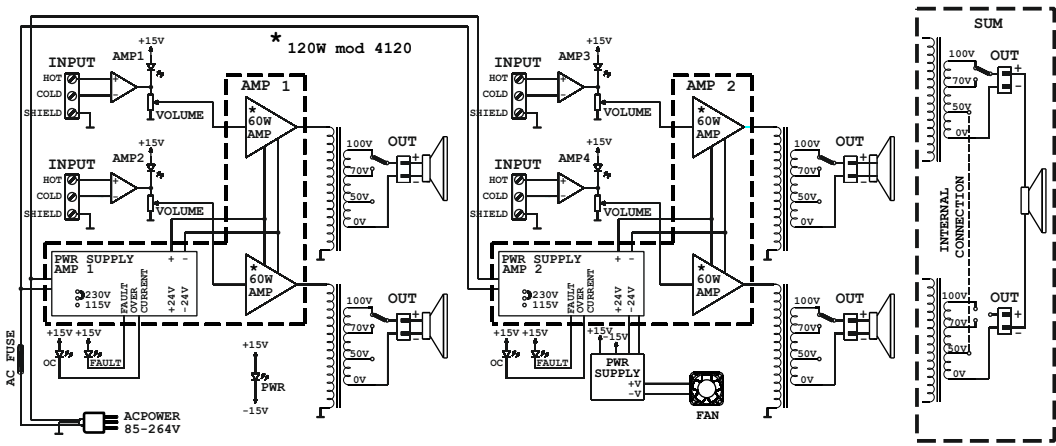 * 120W mod 4120
INPUT
HOT
COLD
SHIELD
AMP1
+15V
VOLUME
AMP 1
*
60W
AMP
100V
70V
50V
0V
OUT
+
-
INPUT
HOT
COLD
SHIELD
AMP2
+15V
VOLUME
PWR SUPPLY
AMP 1
230V
115V
FAULT
OVER
CURRENT
+ -
+24V
-24V
*
60W
AMP
100V
70V
50V
0V
OUT
+
-
+15V
+15V
OC
FAULT
+15V
PWR
-15V
AC FUSE
ACPOWER
85-264V
INPUT
HOT
COLD
SHIELD
AMP3
+15V
VOLUME
AMP 2
*
60W
AMP
100V
70V
50V
0V
OUT
+
-
INPUT
HOT
COLD
SHIELD
AMP4
+15V
VOLUME
PWR SUPPLY
AMP 2
230V
115V
FAULT
OVER
CURRENT
+ -
+24V
-24V
*
60W
AMP
100V
70V
50V
0V
OUT
+
-
+15V
+15V
OC
FAULT
+15V
-15V
PWR
SUPPLY
+V
-V
FAN
SUM
100V
70V
50V
0V
OUT
+
-
INTERNAL
CONNECTION
100V
70V
50V
0V
OUT
+
-